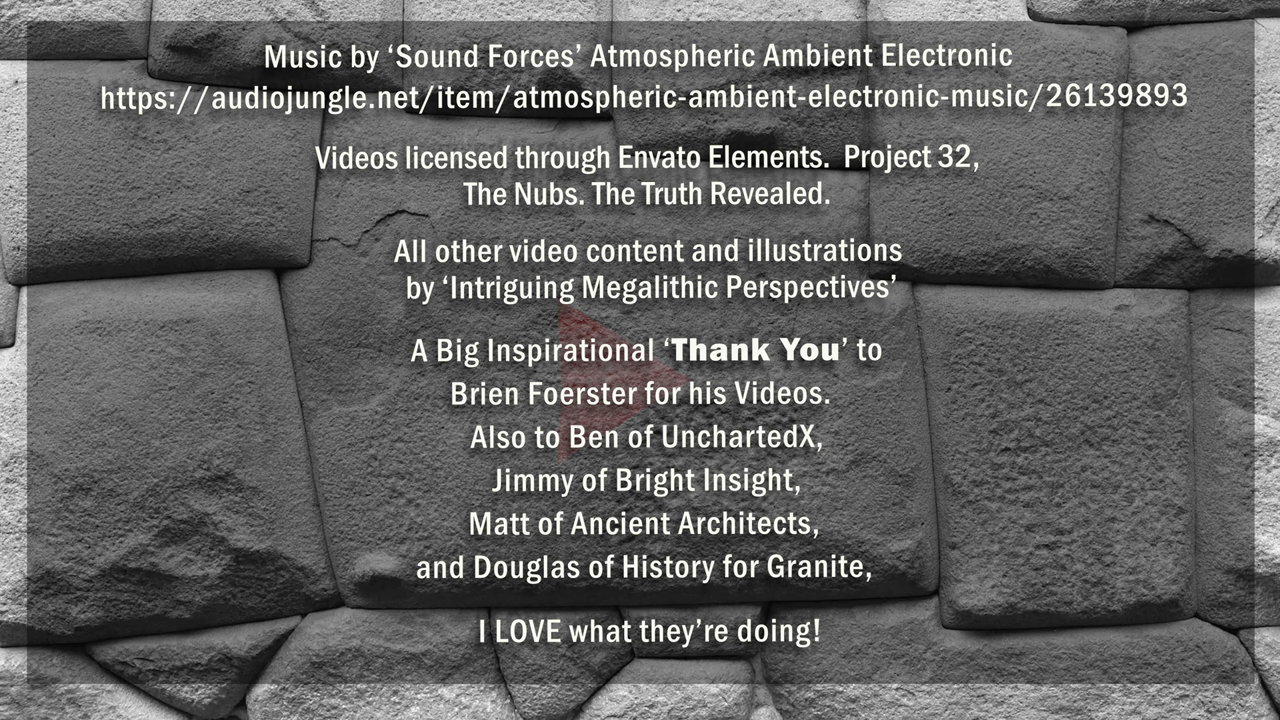 Music by ‘Sound Forces’ Atmospheric Ambient Electronic
https://audiojungle.net/item/atmospheric-ambient-electronic-music/26139893
Videos licensed through Envato Elements.  Project 32,
The Nubs. The Truth Revealed.
All other video content and illustrations
by ‘Intriguing Megalithic Perspectives’
A Big Inspirational ‘Thank You’ to
Brien Foerster for his Videos.
Also to Ben of UnchartedX,
Jimmy of Bright Insight,
Matt of Ancient Architects,
and Douglas of History for Granite,
I LOVE what they’re doing!